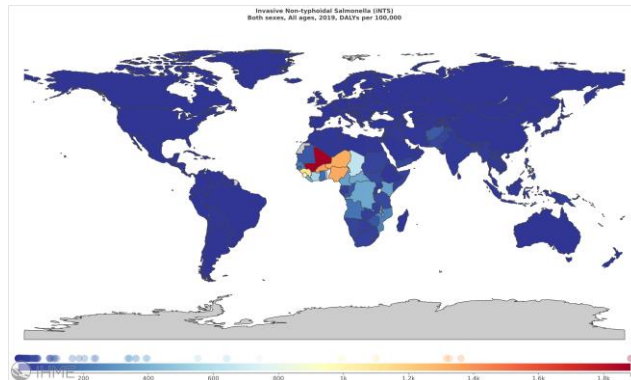 Invasive Non-typhoidal Salmonella (iNTS)
Both sexes, All ages, 2019, DALYs per 100,000
200 400 600 800 1k 1.2k 1.4k 1.6k 1.8k
IHME